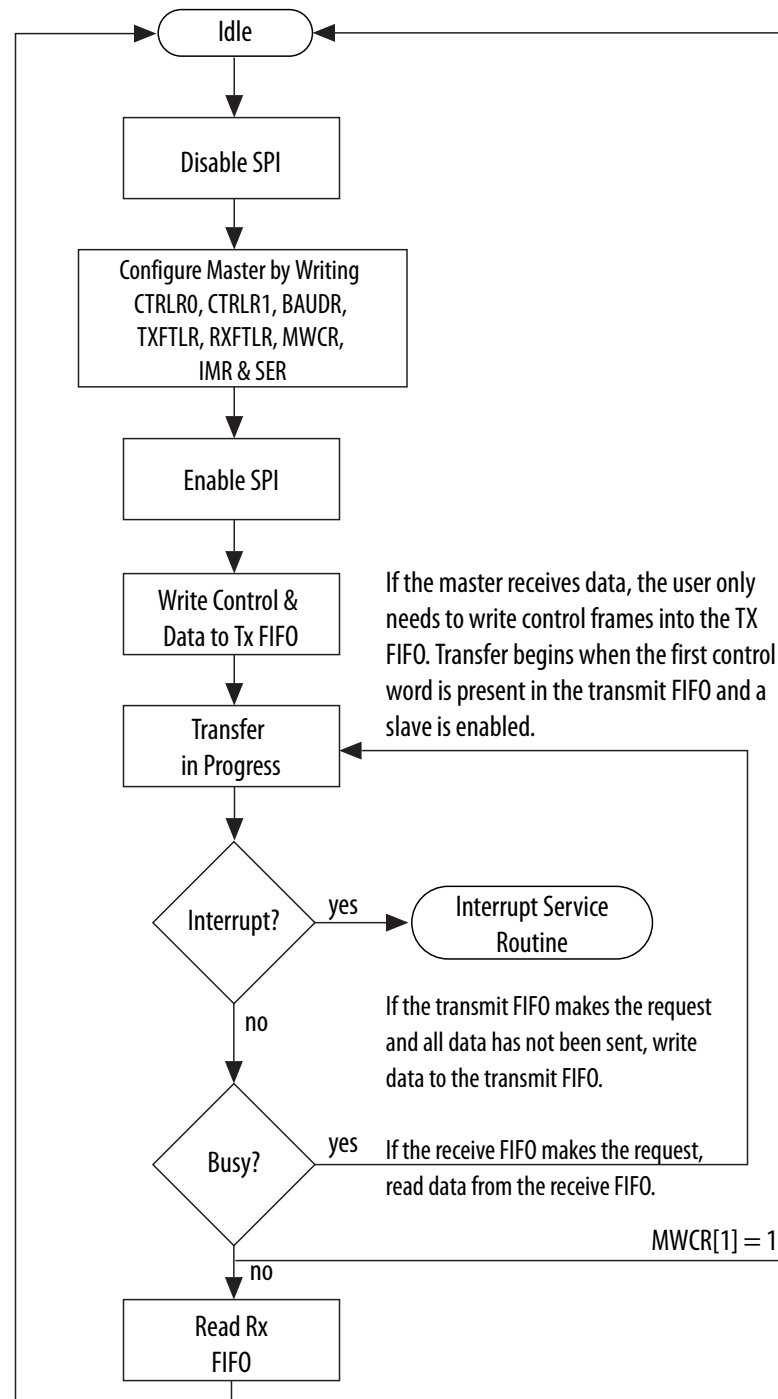 Idle
Disable SPI
Configure Master by Writing
CTRLR0, CTRLR1, BAUDR,
TXFTLR, RXFTLR, MWCR,
IMR & SER
Enable SPI
Write Control &
Data to Tx FIFO
If the master receives data, the user only
needs to write control frames into the TX
FIFO. Transfer begins when the first control
word is present in the transmit FIFO and a
slave is enabled.
Transfer
in Progress
Interrupt?
yes
Interrupt Service
Routine
no
If the transmit FIFO makes the request
and all data has not been sent, write
data to the transmit FIFO.
Busy?
yes
If the receive FIFO makes the request,
read data from the receive FIFO.
MWCR[1] = 1
no
Read Rx
FIFO